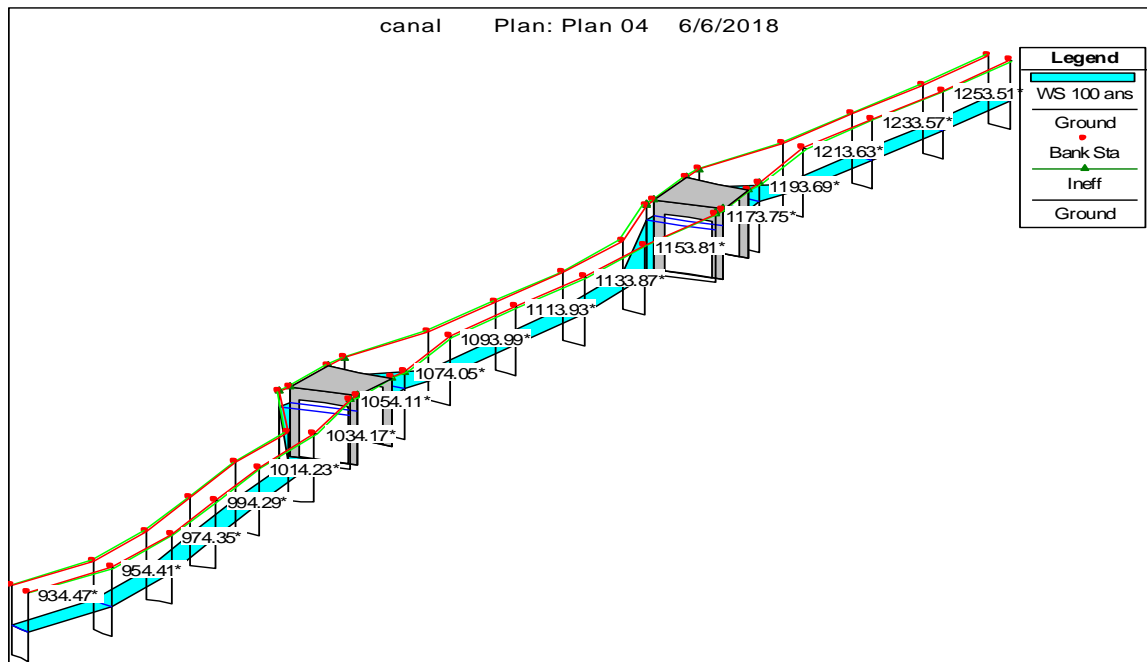 canal Plan: Plan 04 6/6/2018
Legend
WS 100 ans
Ground
Bank Sta
Ineff
Ground
1253.51*
1233.57*
1213.63*
1193.69*
1173.75*
1153.81*
1133.87*
1113.93*
1093.99*
1074.05*
1054.11*
1034.17*
1014.23*
994.29*
974.35*
954.41*
934.47*